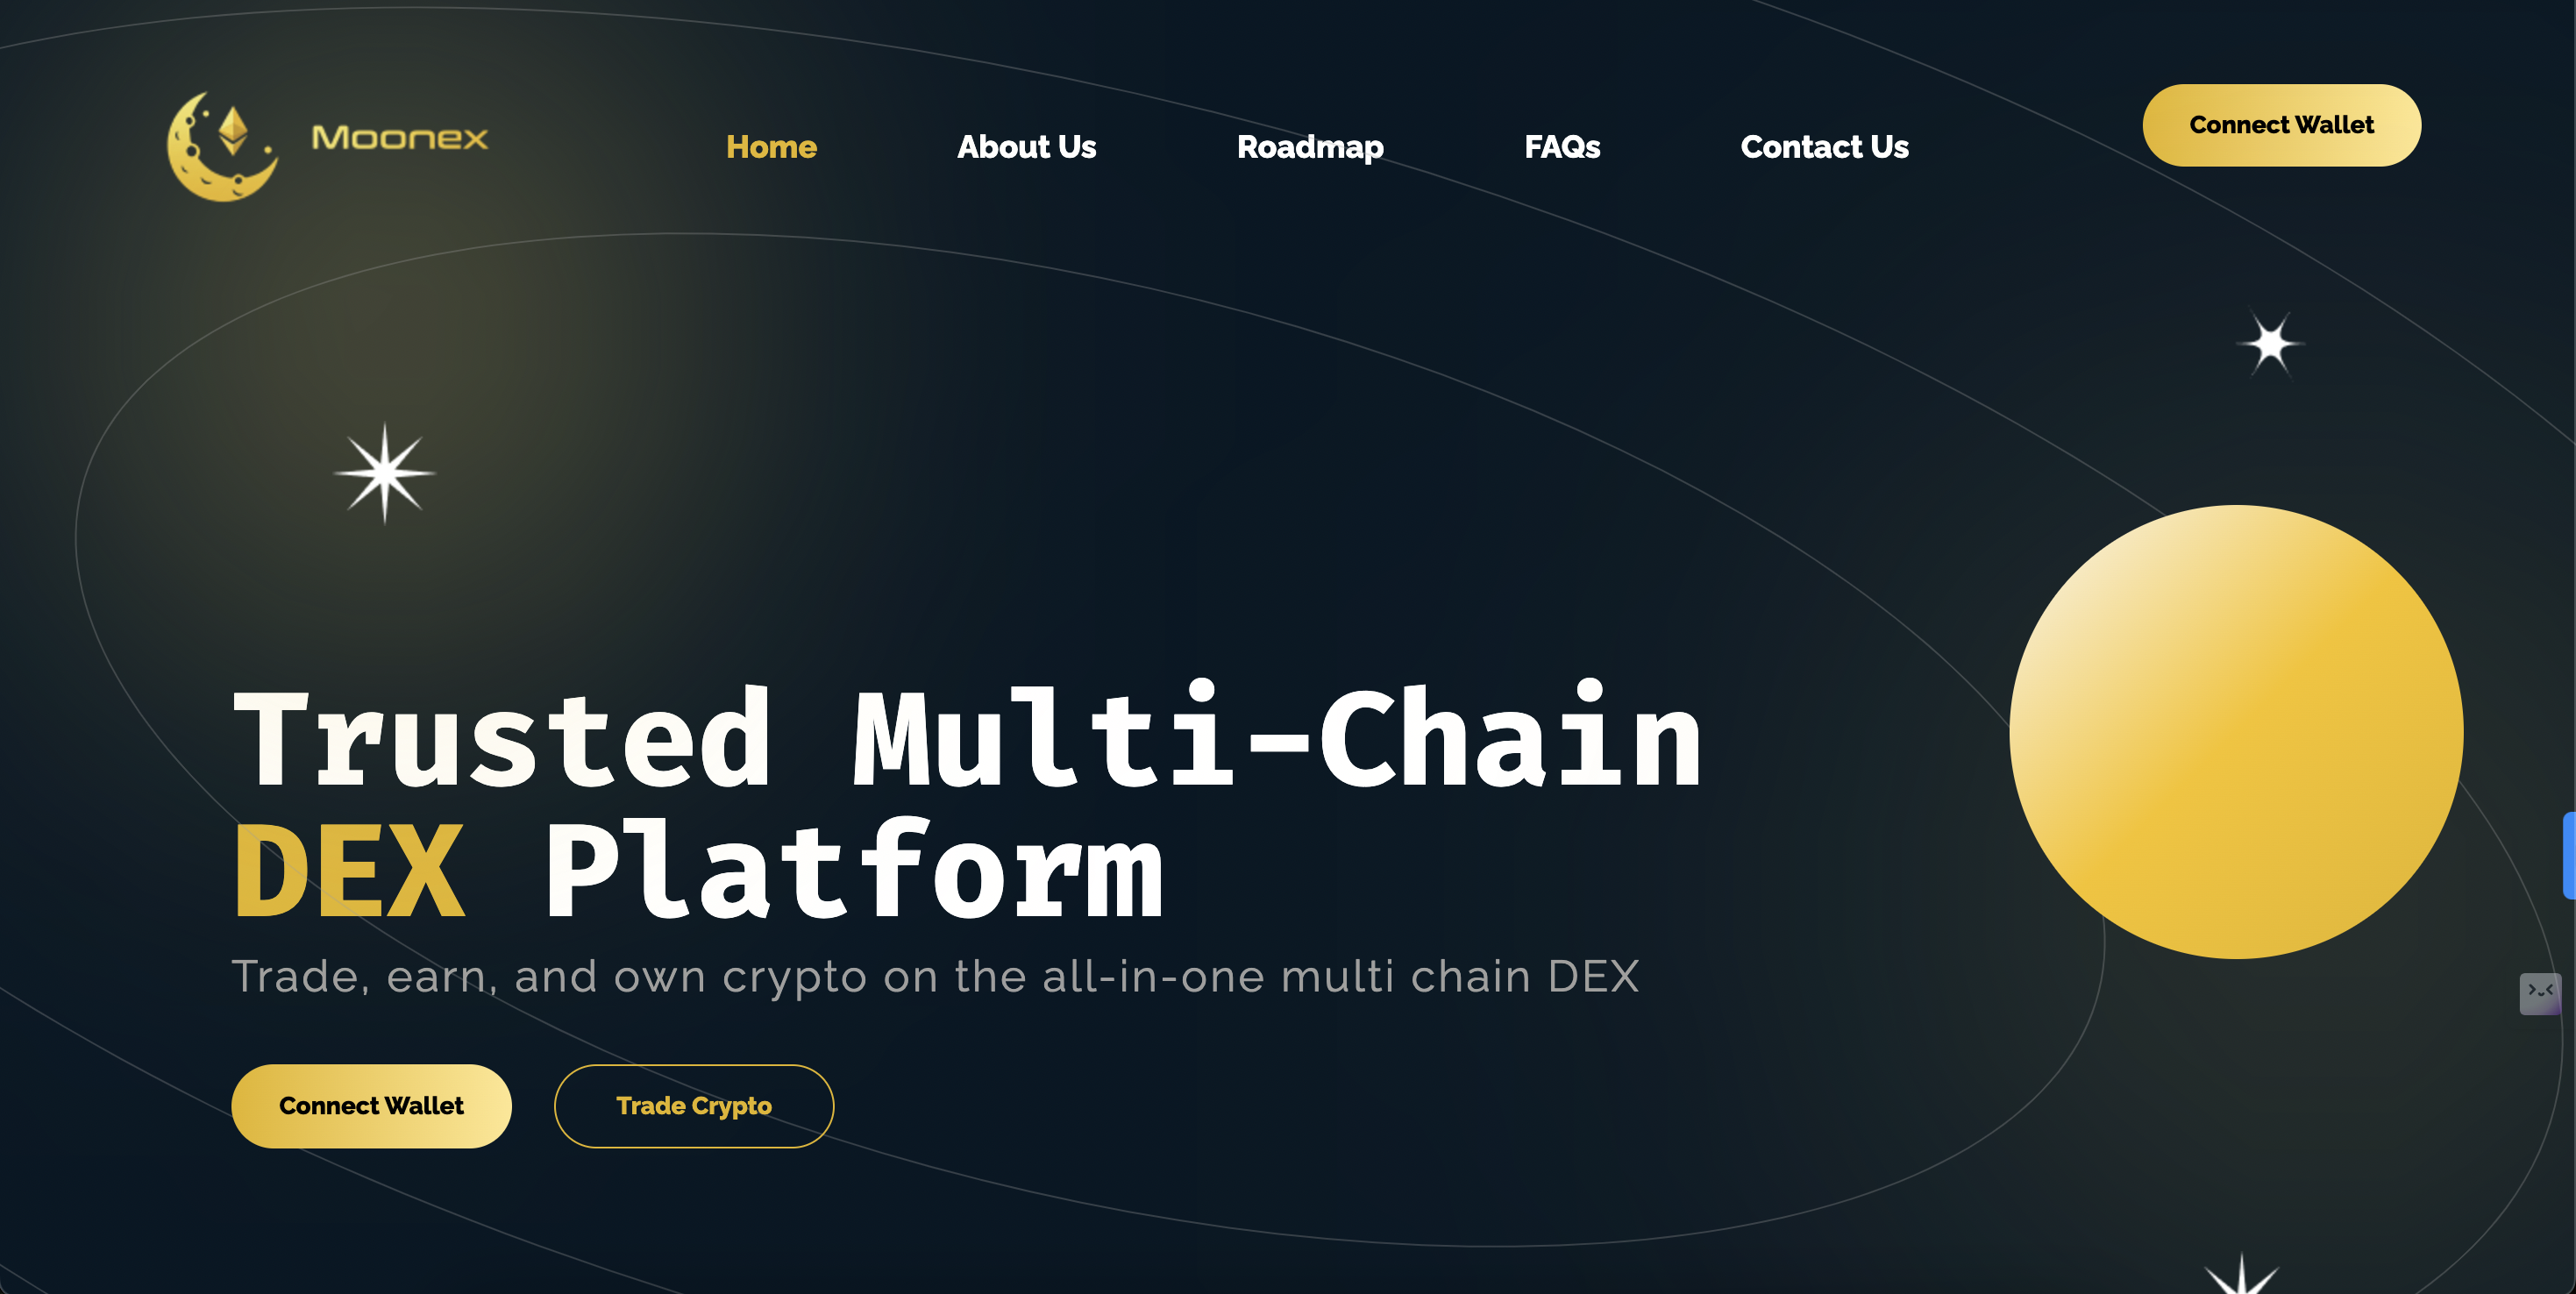 Moonex
Home
About Us
Roadmap
FAQs
Contact Us
Connect Wallet
Trusted Multi-Chain
DEX Platform
Trade, earn, and own crypto on the all-in-one multi chain DEX
Connect Wallet
Trade Crypto